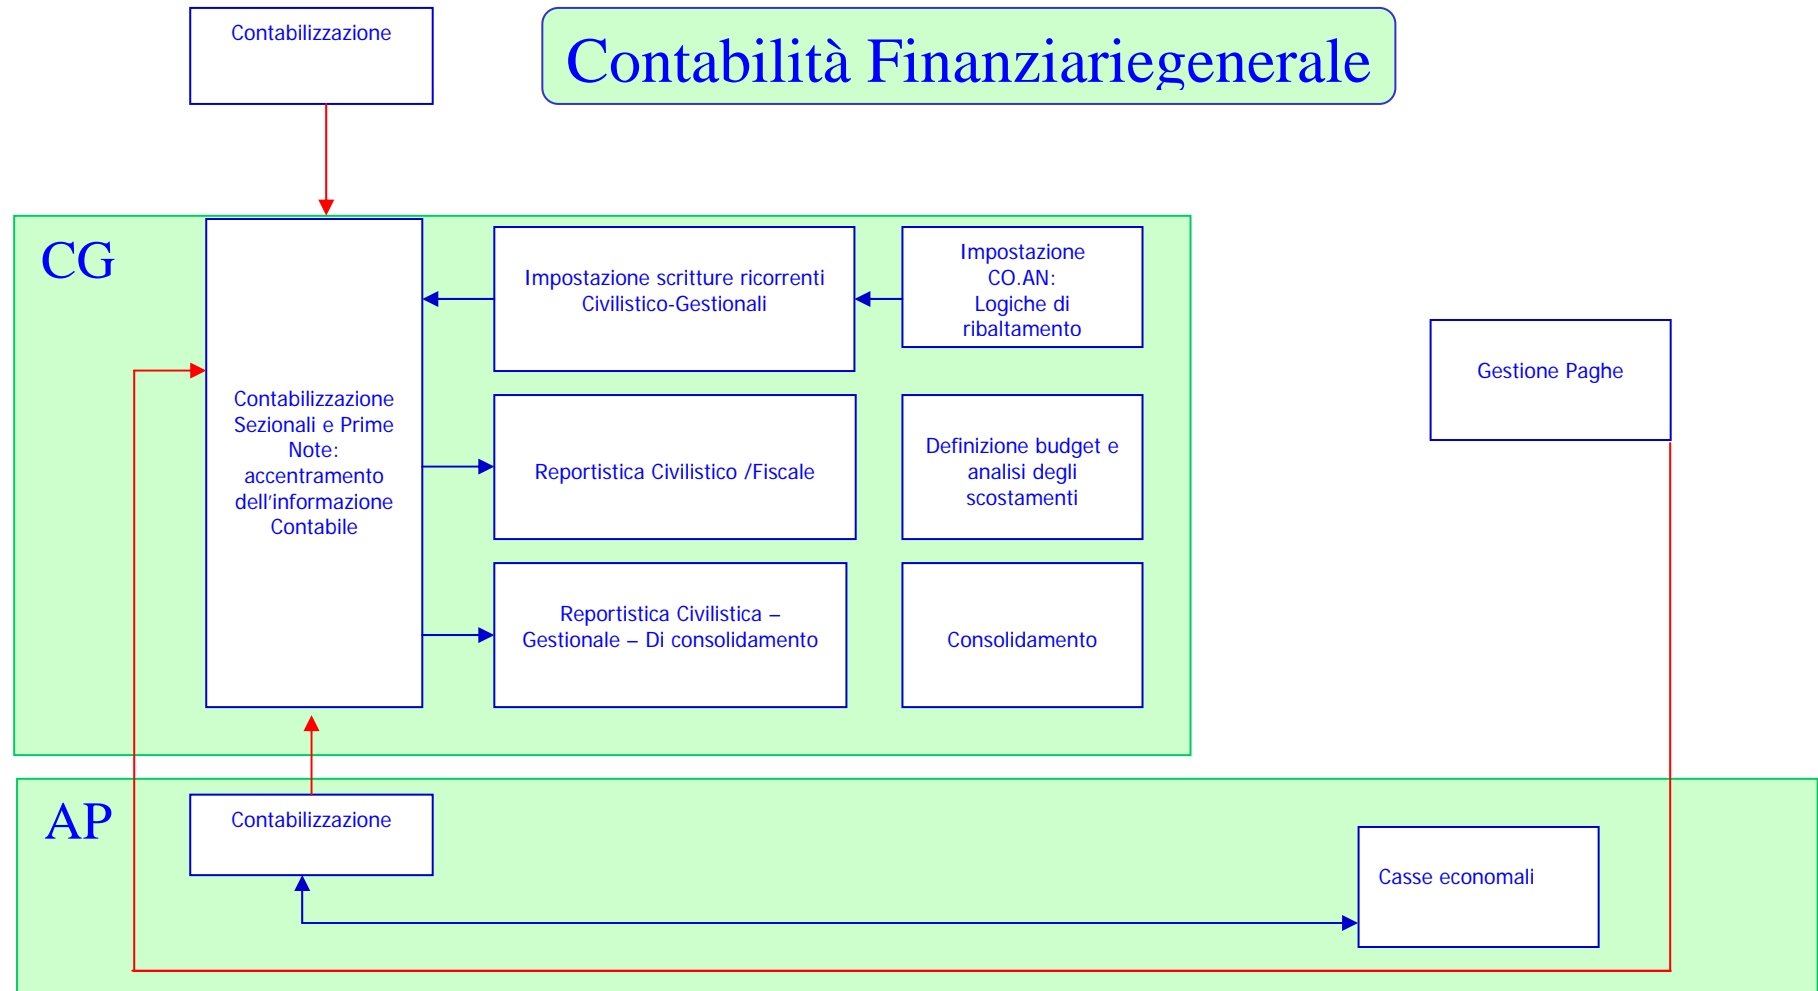 Contabilizzazione
Contabilità Finanziariegenerale
CG
Impostazione scritture ricorrenti
Civilistico-Gestionali
Impostazione
CO.AN:
Logiche di
ribaltamento
Gestione Paghe
Contabilizzazione
Sezionali e Prime
Note:
accentramento
dell'informazione
Contabile
Reportistica Civilistico /Fiscale
Definizione budget e
analisi degli
scostamenti
Reportistica Civilistica –
Gestionale – Di consolidamento
Consolidamento
AP
Contabilizzazione
Casse economali